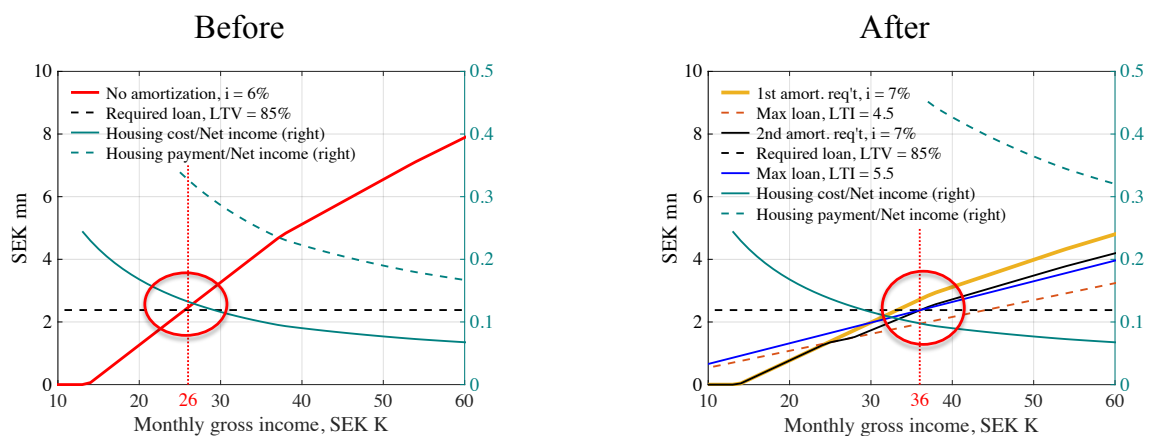 Before
10
8
6
4
2
0
SEK mn
No amortization, i = 6%
Required loan, LTV = 85%
Housing cost/Net income (right)
Housing payment/Net income (right)
0.5
0.4
0.3
0.2
0.1
0
10 20 26 30 40 50 60
Monthly gross income, SEK K
After
10
8
6
4
2
0
SEK mn
1st amort. req't, i = 7%
Max loan, LTI = 4.5
2nd amort. req't, i = 7%
Required loan, LTV = 85%
Max loan, LTI = 5.5
Housing cost/Net income (right)
Housing payment/Net income (right)
0.5
0.4
0.3
0.2
0.1
0
10 20 30 36 40 50 60
Monthly gross income, SEK K